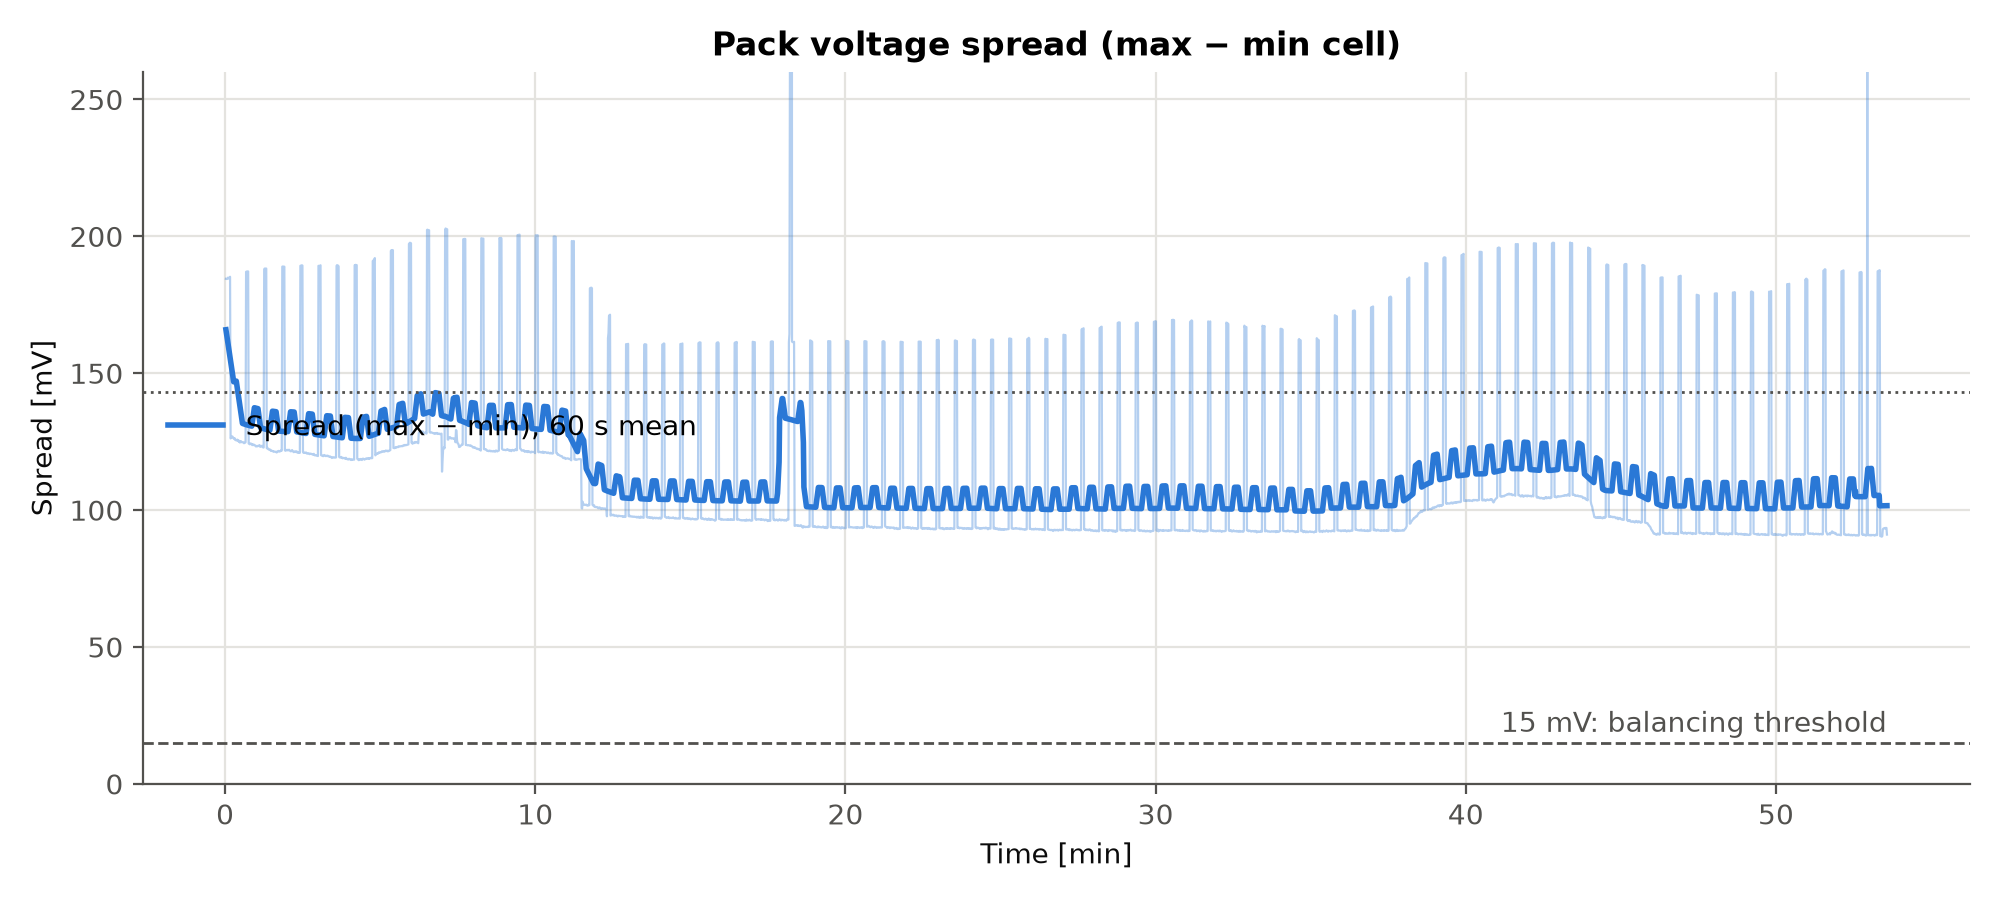 Pack voltage spread (max − min cell)
Spread [mV]
250
200
150
100
50
0
Spread (max − min), 60 s mean
15 mV: balancing threshold
0 10 20 30 40 50
Time [min]